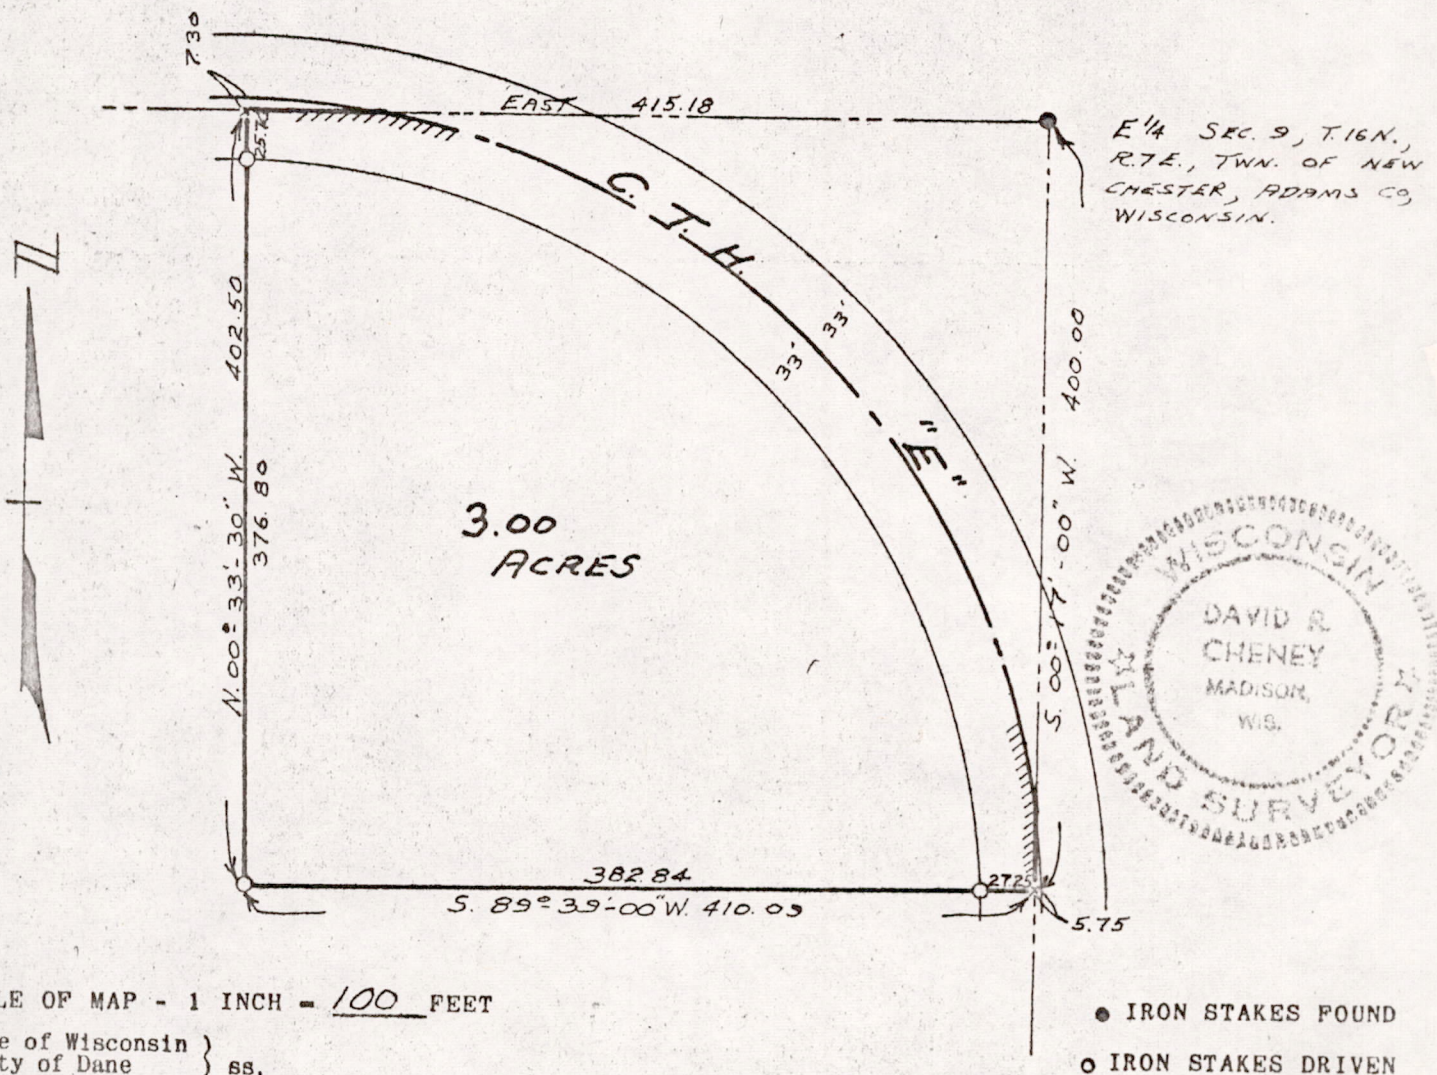 7.30
EAST 415.18
E 1/4 SEC. 9, T.16N.,
R.7E., TWN. OF NEW
CHESTER, ADAMS CO,
WISCONSIN.
C. T. H. "E"
33'
33'
N
402.50
N. 00°-33'-30" W.
376.80
400.00
S. 00°-17'-00" W.
3.00
ACRES
WISCONSIN
LAND SURVEYOR
DAVID R.
CHENEY
MADISON,
WIS.
382.84
S. 89°-39'-00" W. 410.09
5.75
LE OF MAP - 1 INCH = 100 FEET
e of Wisconsin )
ty of Dane ) ss.
● IRON STAKES FOUND
○ IRON STAKES DRIVEN